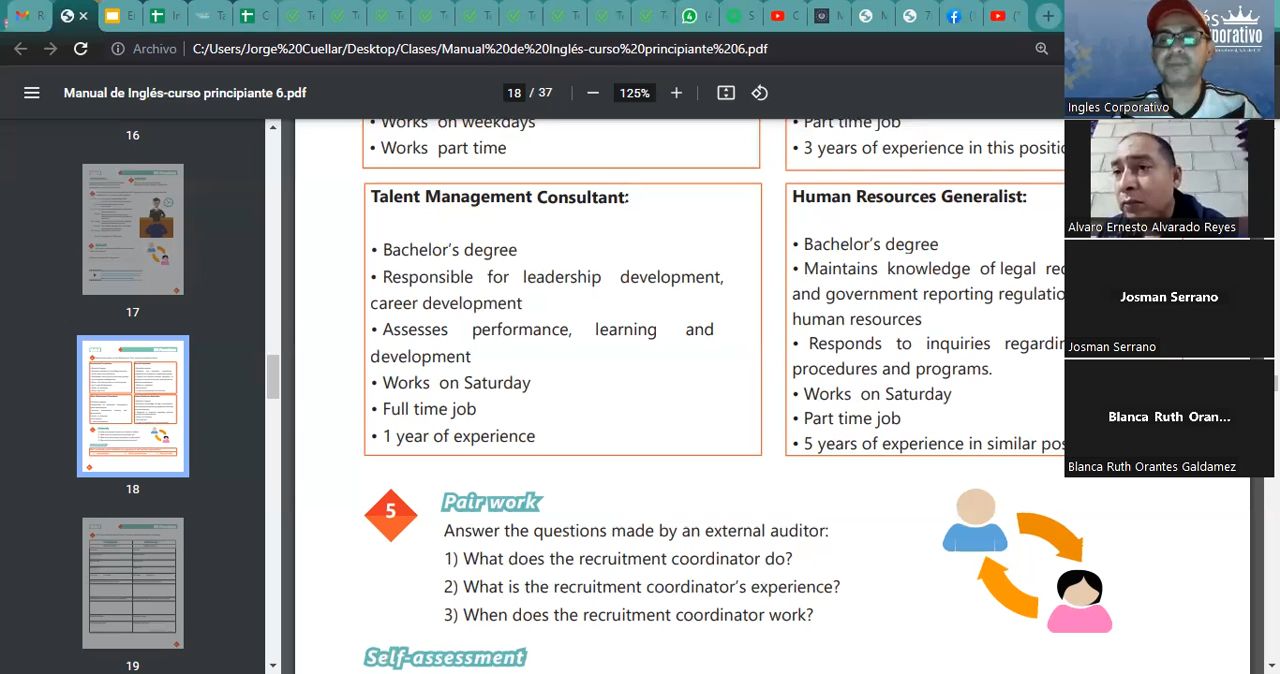 Archivo C:/Users/Jorge%20Cuellar/Desktop/Clases/Manual%20de%20Inglés-curso%20principiante%206.pdf
Manual de Inglés-curso principiante 6.pdf
18 / 37
125%
16
17
18
19
• Works on weekdays
• Works part time
• Part time job
• 3 years of experience in this positi
Talent Management Consultant:
• Bachelor's degree
• Responsible for leadership development,
career development
• Assesses performance, learning and
development
• Works on Saturday
• Full time job
• 1 year of experience
Human Resources Generalist:
• Bachelor's degree
• Maintains knowledge of legal re
and government reporting regulatio
human resources
• Responds to inquiries regardin
procedures and programs.
• Works on Saturday
• Part time job
• 5 years of experience in similar pos
5
Pair work
Answer the questions made by an external auditor:
1) What does the recruitment coordinator do?
2) What is the recruitment coordinator's experience?
3) When does the recruitment coordinator work?
Self-assessment
Ingles Corporativo
Alvaro Ernesto Alvarado Reyes
Josman Serrano
Josman Serrano
Blanca Ruth Oran...
Blanca Ruth Orantes Galdamez